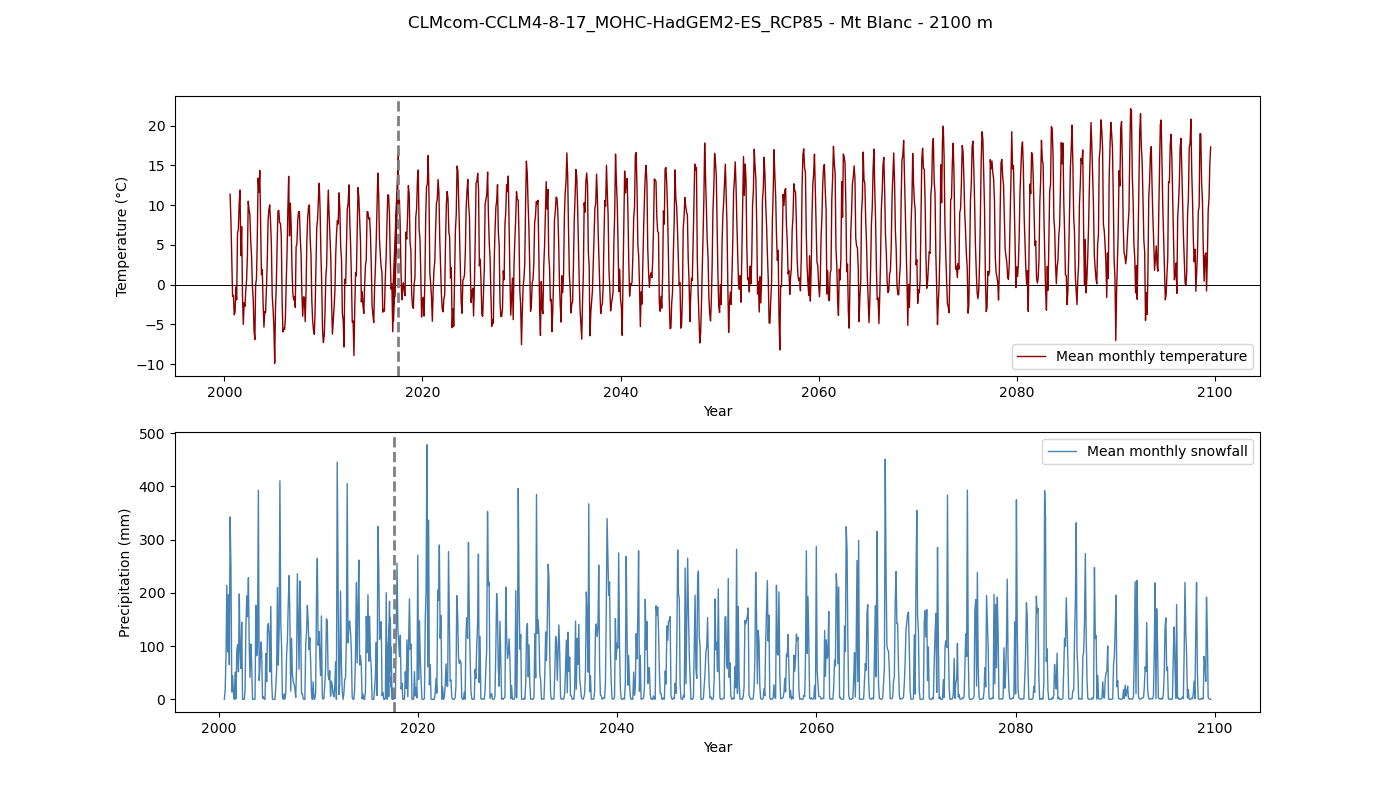 CLMcom-CCLM4-8-17_MOHC-HadGEM2-ES_RCP85 - Mt Blanc - 2100 m
20
15
10
5
0
−5
−10
Temperature (°C)
Mean monthly temperature
2000 2020 2040 2060 2080 2100
Year
500
400
300
200
100
0
Precipitation (mm)
Mean monthly snowfall
2000 2020 2040 2060 2080 2100
Year